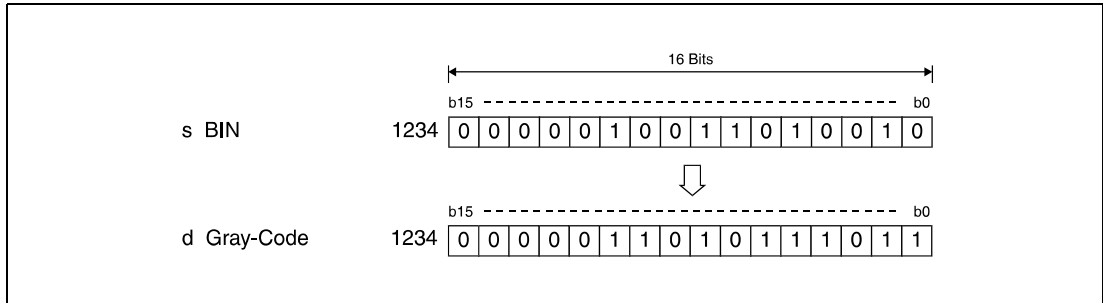 16 Bits
b15 b0
s BIN 1234 0 0 0 0 0 1 0 0 1 1 0 1 0 0 1 0
b15 b0
d Gray-Code 1234 0 0 0 0 0 1 1 0 1 0 1 1 1 0 1 1